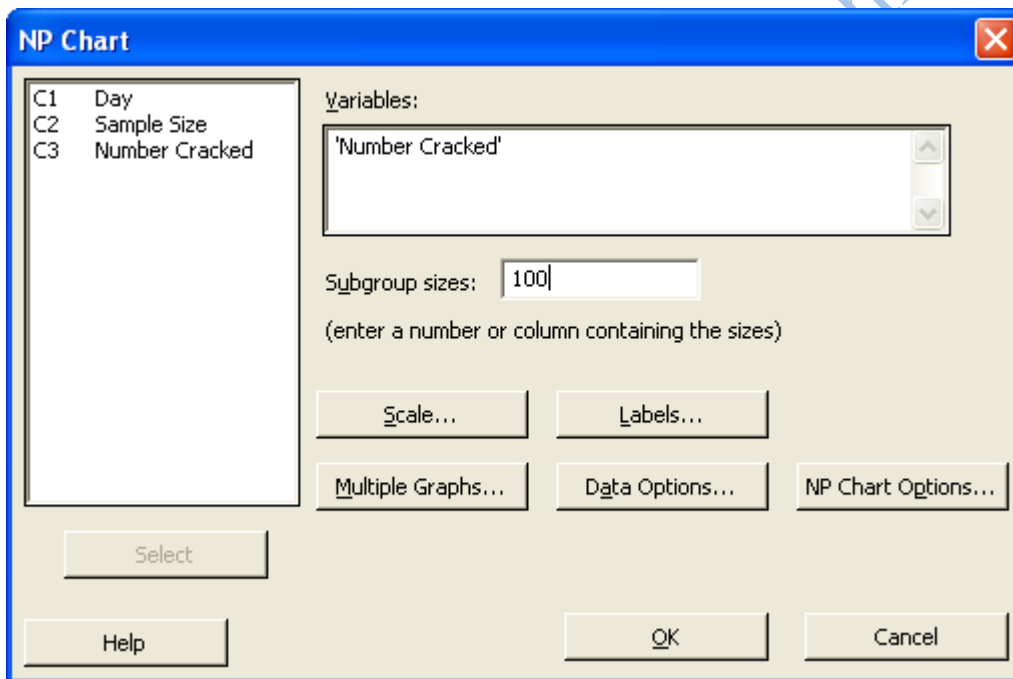 NP Chart
C1 Day
C2 Sample Size
C3 Number Cracked
Variables:
'Number Cracked'
Subgroup sizes: 100
(enter a number or column containing the sizes)
Scale... Labels...
Multiple Graphs... Data Options... NP Chart Options...
Select
Help OK Cancel